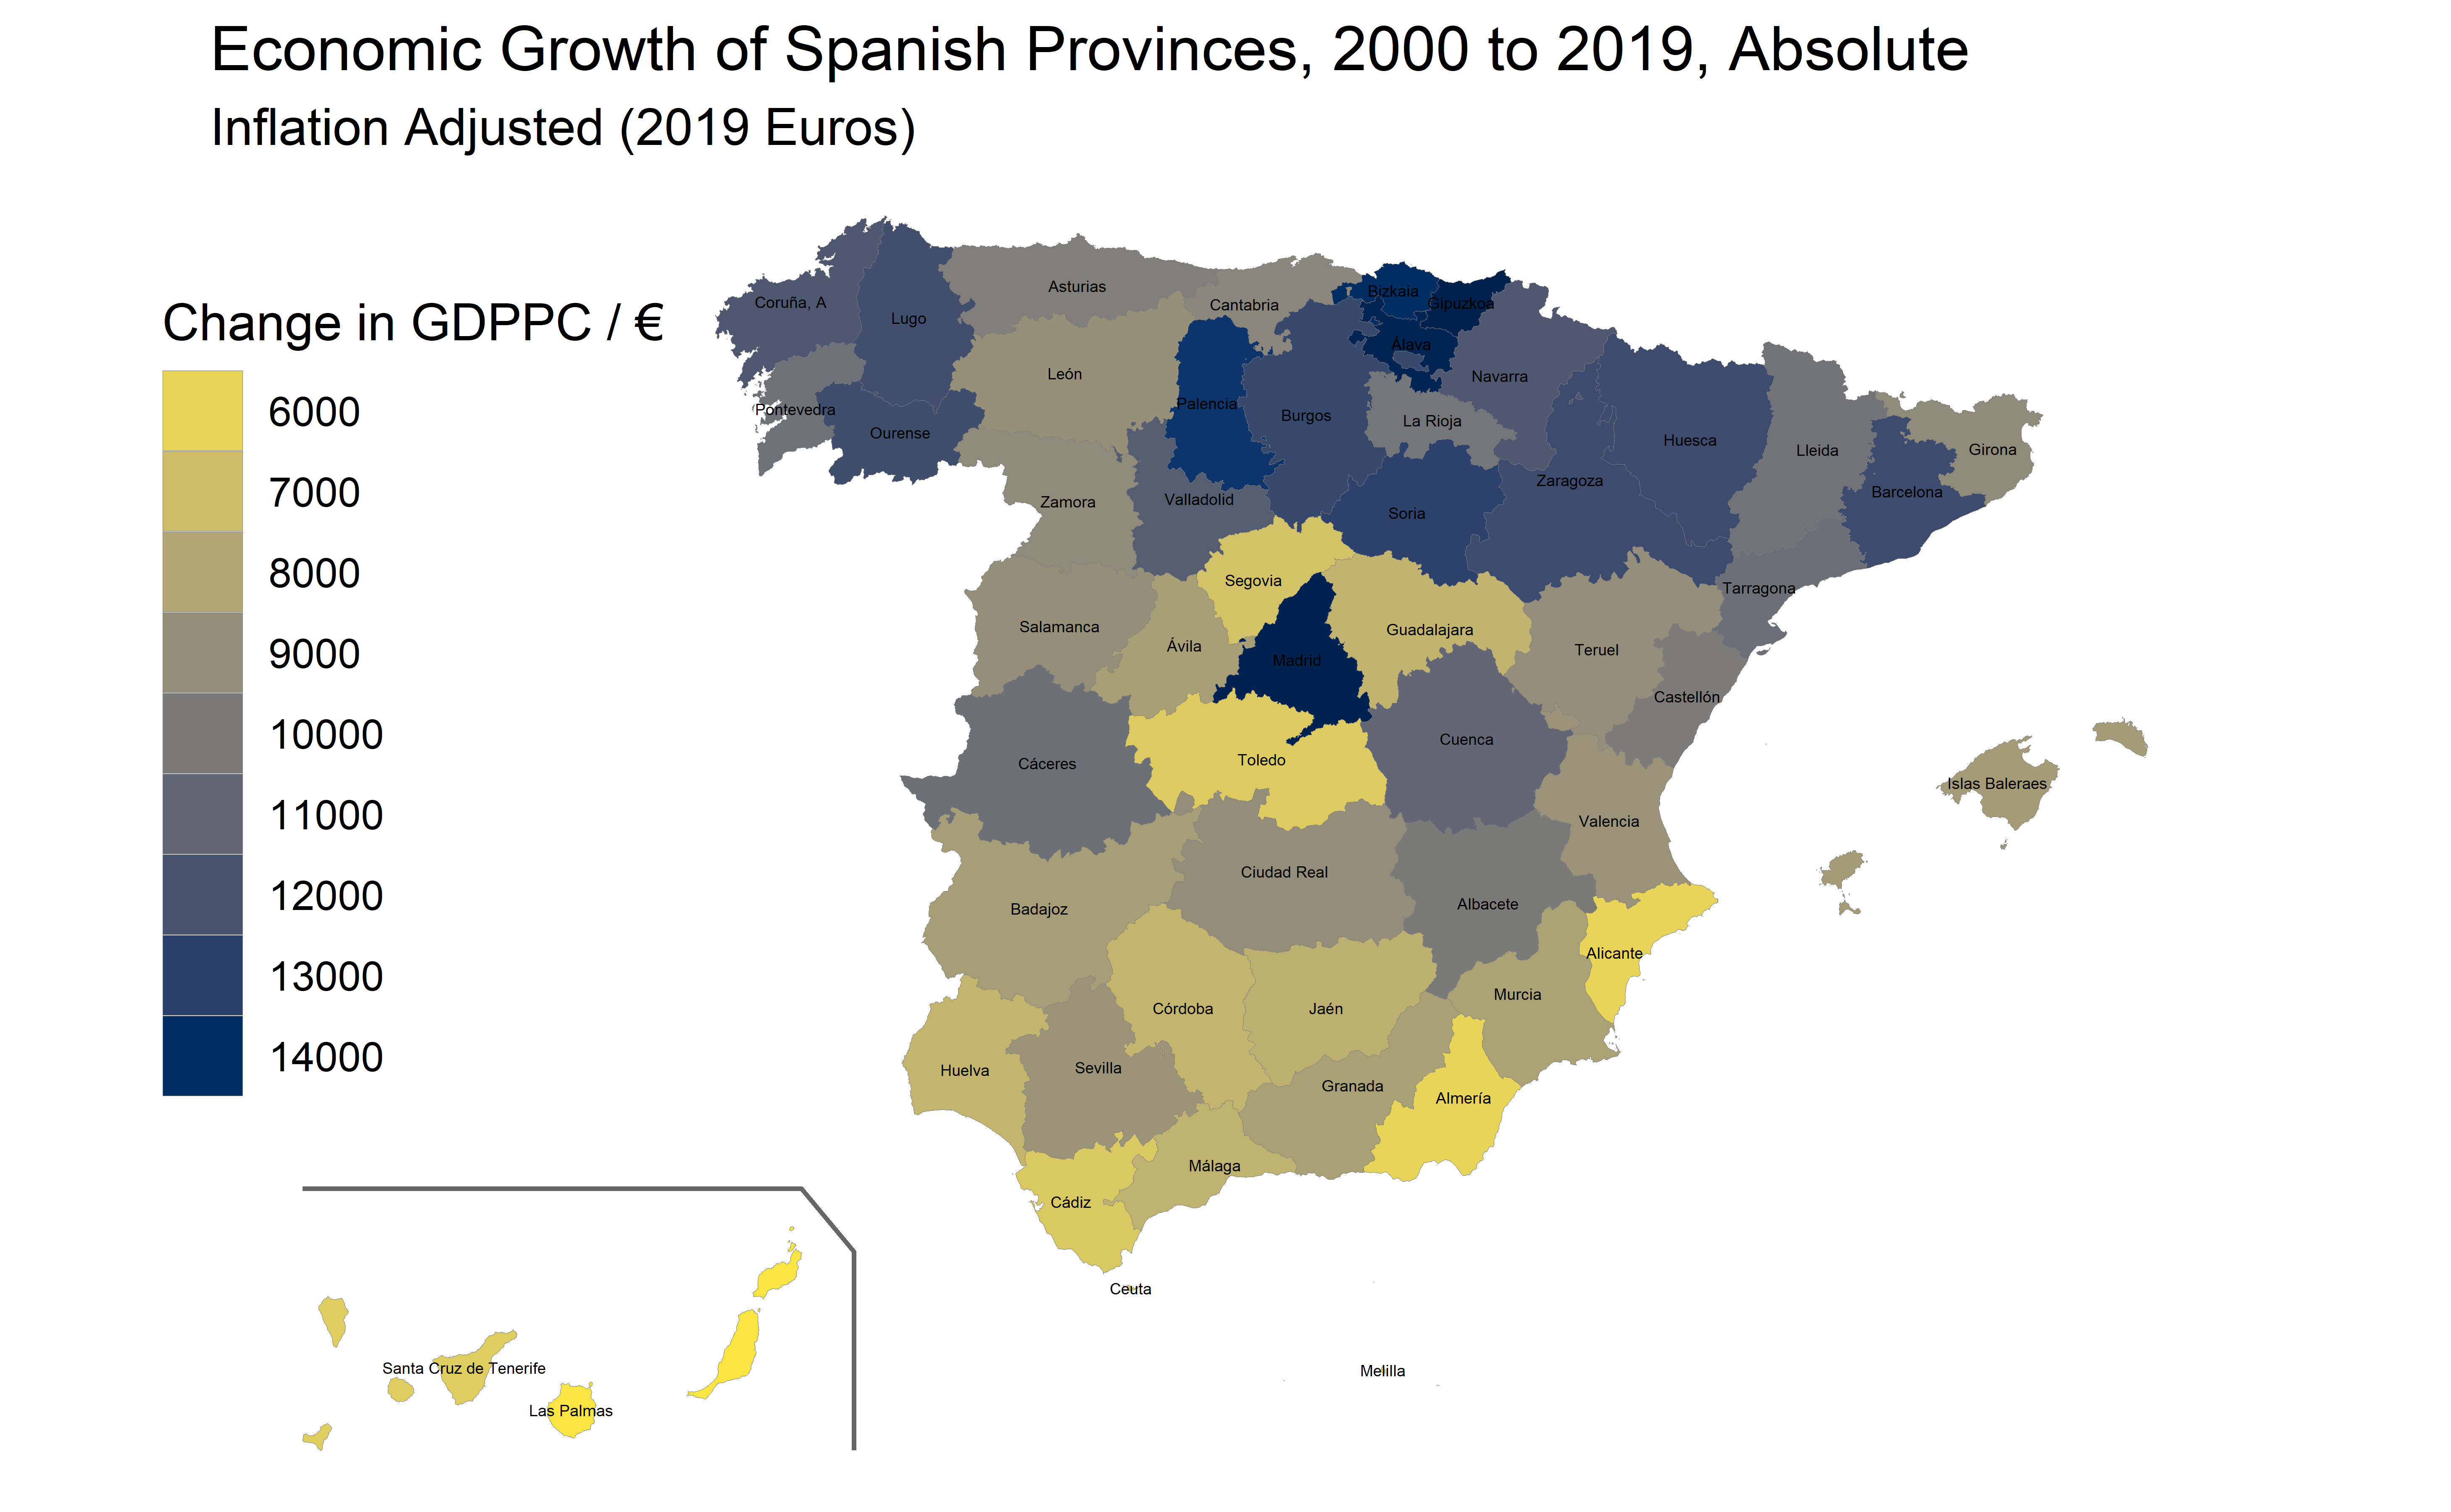 Economic Growth of Spanish Provinces, 2000 to 2019, Absolute
Inflation Adjusted (2019 Euros)
Change in GDPPC / €
6000
7000
8000
9000
10000
11000
12000
13000
14000
Coruña, A
Lugo
Asturias
Cantabria
Bizkaia
Gipuzkoa
Álava
Navarra
León
Palencia
Burgos
La Rioja
Pontevedra
Ourense
Huesca
Lleida
Girona
Barcelona
Zamora
Valladolid
Soria
Zaragoza
Segovia
Tarragona
Salamanca
Ávila
Madrid
Guadalajara
Teruel
Castellón
Cáceres
Toledo
Cuenca
Islas Baleraes
Valencia
Badajoz
Ciudad Real
Albacete
Alicante
Murcia
Córdoba
Jaén
Huelva
Sevilla
Granada
Almería
Málaga
Cádiz
Ceuta
Melilla
Santa Cruz de Tenerife
Las Palmas